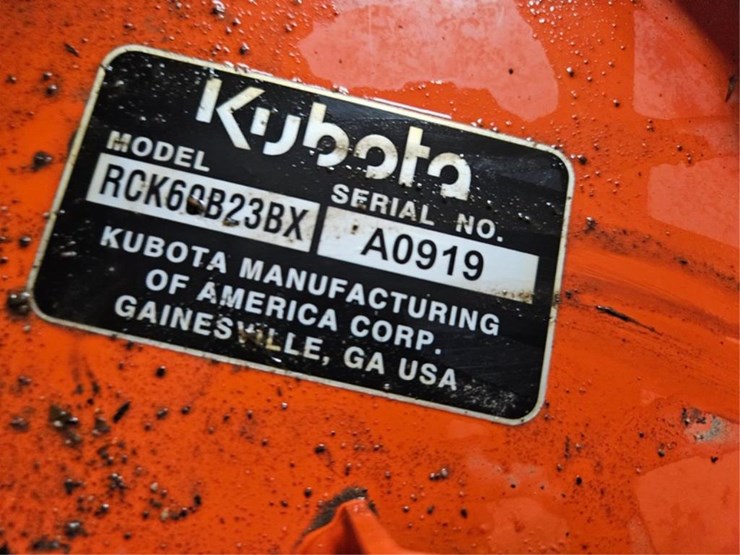 Kubota
MODEL
SERIAL NO.
RCK60B23BX
A0919
KUBOTA MANUFACTURING
OF AMERICA CORP.
GAINESVILLE, GA USA